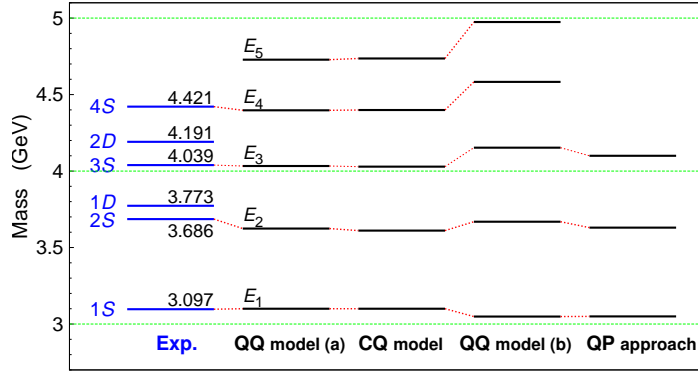 5
E5
4.5
4S
4.421
E4
2D
4.191
3S
4.039
E3
4
1D
3.773
2S
3.686
E2
3.5
1S
3.097
E1
3
Mass (GeV)
Exp. QQ model (a) CQ model QQ model (b) QP approach